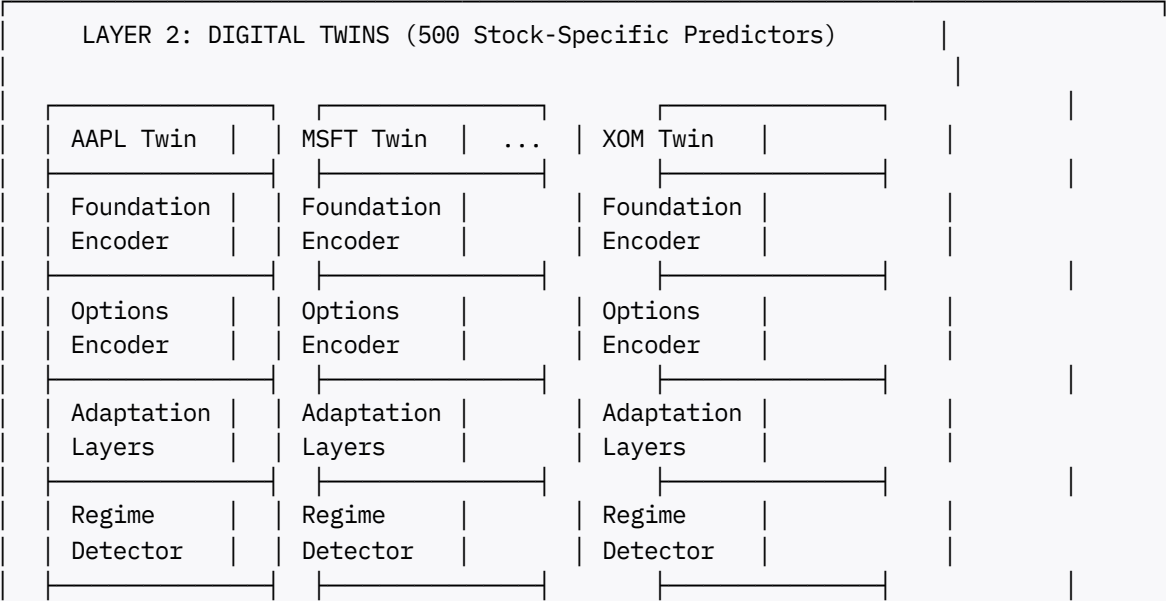 LAYER 2: DIGITAL TWINS (500 Stock-Specific Predictors)
AAPL Twin MSFT Twin ... XOM Twin
Foundation Foundation Foundation
Encoder Encoder Encoder
Options Options Options
Encoder Encoder Encoder
Adaptation Adaptation Adaptation
Layers Layers Layers
Regime Regime Regime
Detector Detector Detector